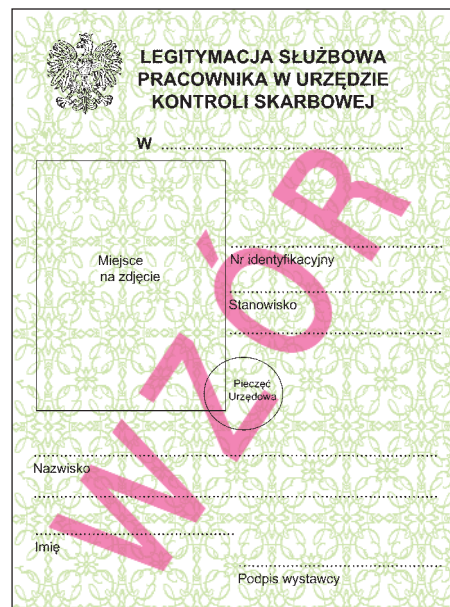 LEGITYMACJA SŁUŻBOWA
PRACOWNIKA W URZĘDZIE
KONTROLI SKARBOWEJ
W
Miejsce
na zdjęcie
Nr identyfikacyjny
Stanowisko
Pieczęć
Urzędowa
Nazwisko
Imię
Podpis wystawcy
WZÓR